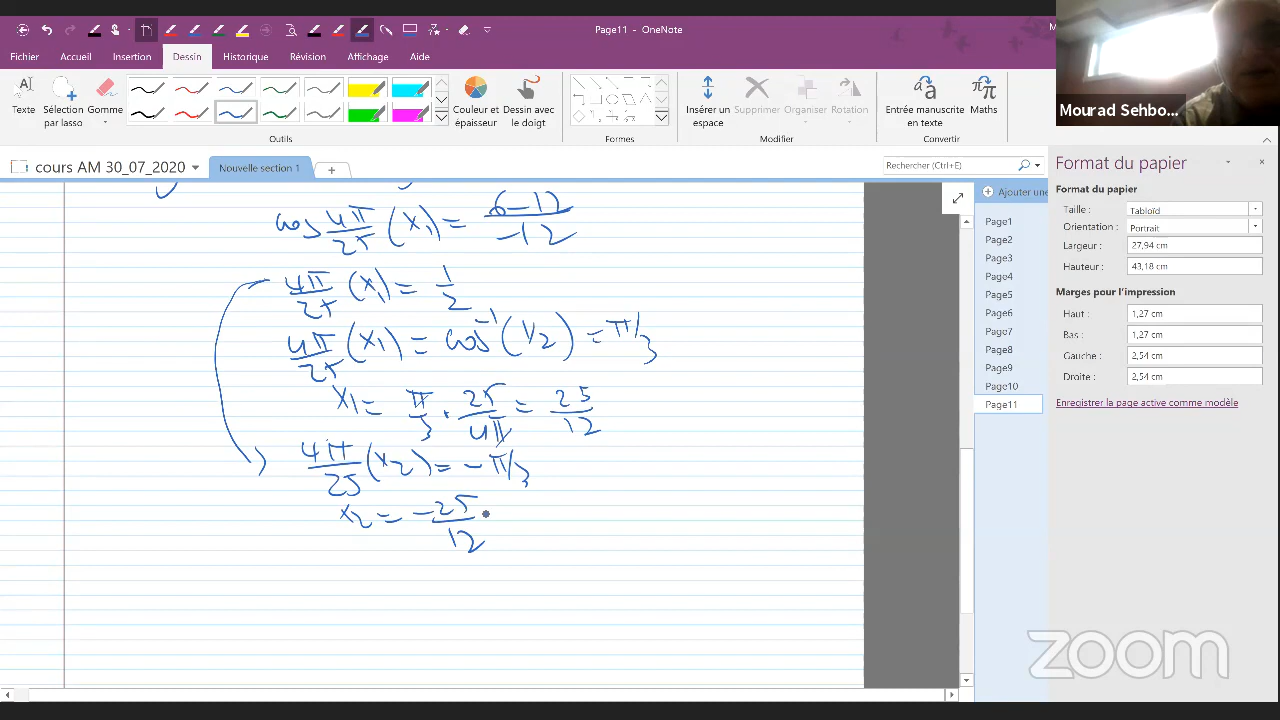 Page11 - OneNote
Fichier Accueil Insertion Dessin Historique Révision Affichage Aide
Texte Sélection par lasso Gomme Couleur et épaisseur Dessin avec le doigt Insérer un espace Supprimer Organiser Rotation Entrée manuscrite en texte Maths
Outils Formes Modifier Convertir
Mourad Sehbo...
cours AM 30_07_2020 Nouvelle section 1 Rechercher (Ctrl+E)
Ajouter une
Page1
Page2
Page3
Page4
Page5
Page6
Page7
Page8
Page9
Page10
Page11
Format du papier
Format du papier
Taille : Tabloïd
Orientation : Portrait
Largeur : 27,94 cm
Hauteur : 43,18 cm
Marges pour l'impression
Haut : 1,27 cm
Bas : 1,27 cm
Gauche : 2,54 cm
Droite : 2,54 cm
Enregistrer la page active comme modèle
cos 4π/25 (x1) = 6-12/-12
4π/25 (x1) = 1/2
4π/25 (x1) = cos-1 (1/2) = π/3
x1 = π/3 . 25/4π = 25/12
4π/25 (x2) = - π/3
x2 = - 25/12
zoom